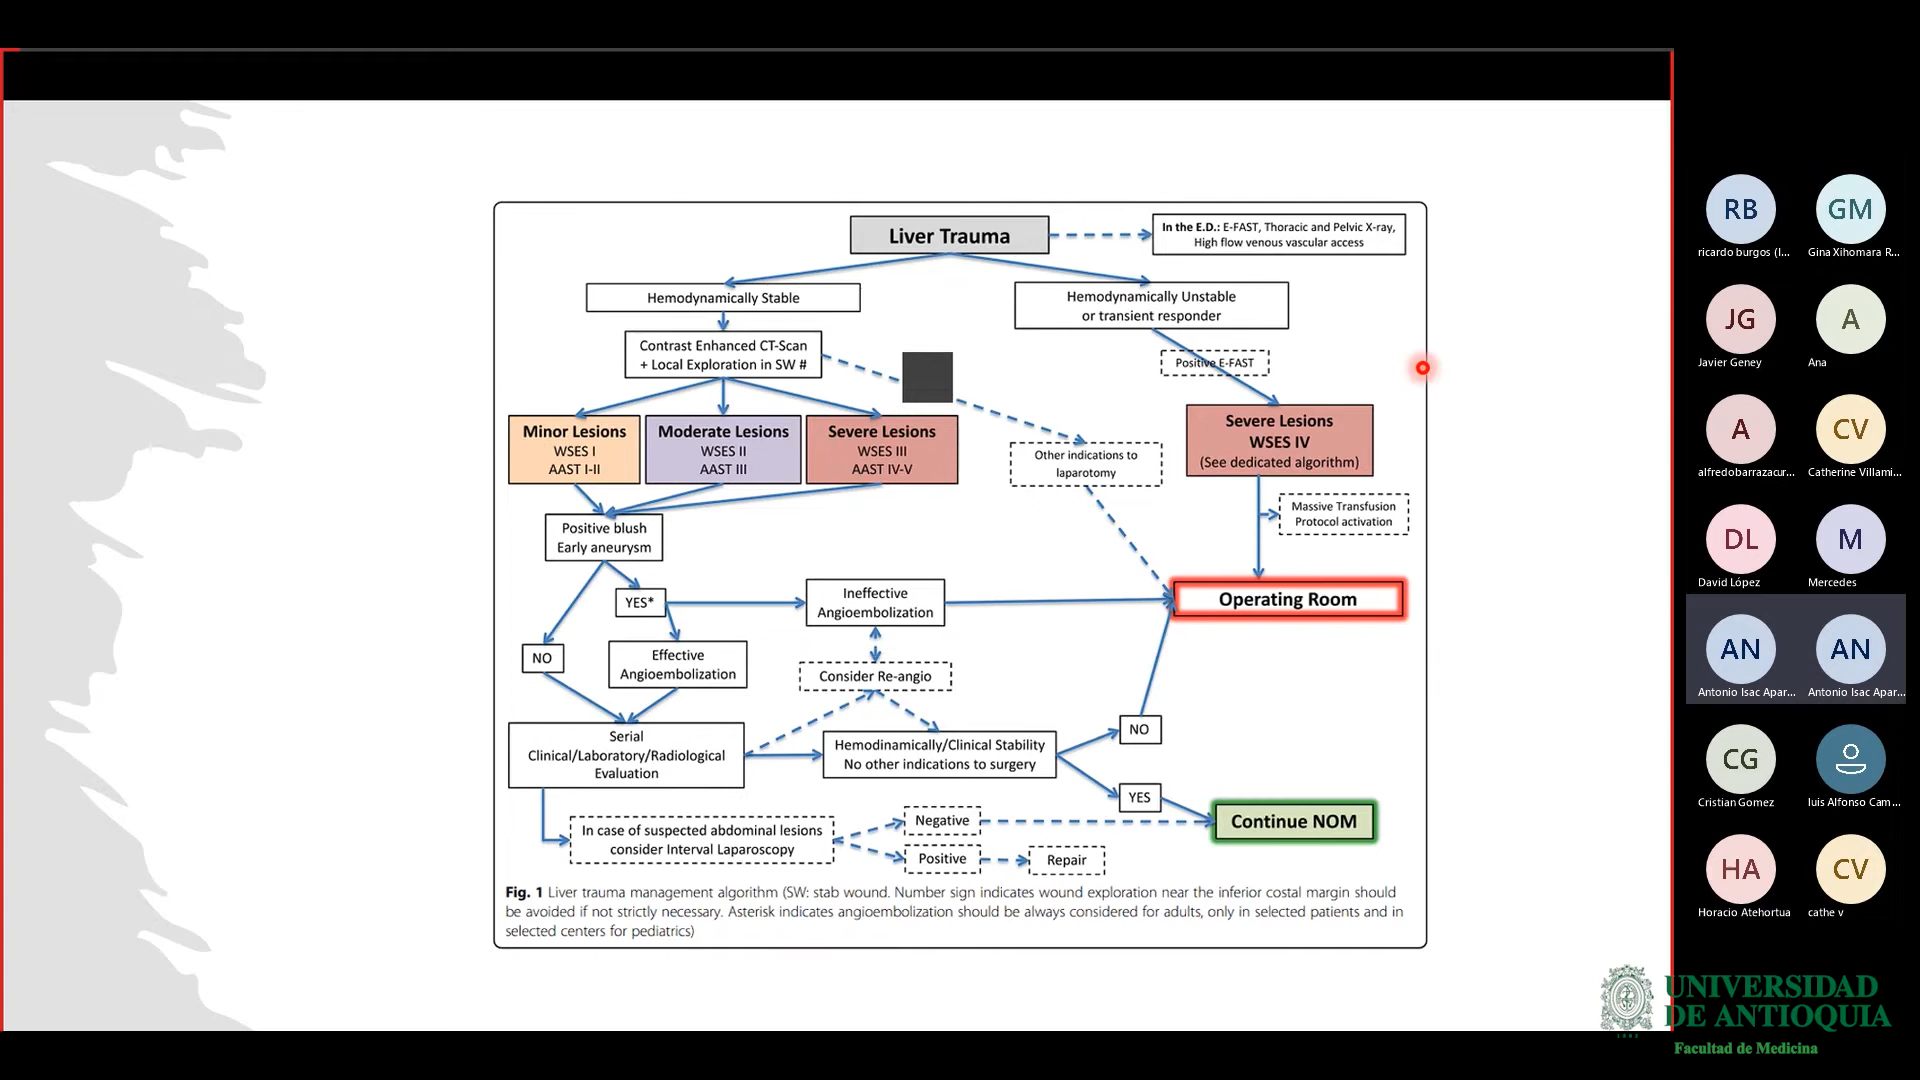 Liver Trauma
In the E.D.: E-FAST, Thoracic and Pelvic X-ray,
High flow venous vascular access
Hemodynamically Stable
Hemodynamically Unstable
or transient responder
Contrast Enhanced CT-Scan
+ Local Exploration in SW #
Positive E-FAST
Minor Lesions
WSES I
AAST I-II
Moderate Lesions
WSES II
AAST III
Severe Lesions
WSES III
AAST IV-V
Other indications to
laparotomy
Severe Lesions
WSES IV
(See dedicated algorithm)
Massive Transfusion
Protocol activation
Positive blush
Early aneurysm
YES*
Ineffective
Angioembolization
Operating Room
NO
Effective
Angioembolization
Consider Re-angio
Serial
Clinical/Laboratory/Radiological
Evaluation
Hemodinamically/Clinical Stability
No other indications to surgery
NO
YES
In case of suspected abdominal lesions
consider Interval Laparoscopy
Negative
Positive
Repair
Continue NOM
Fig. 1 Liver trauma management algorithm (SW: stab wound. Number sign indicates wound exploration near the inferior costal margin should
be avoided if not strictly necessary. Asterisk indicates angioembolization should be always considered for adults, only in selected patients and in
selected centers for pediatrics)
RB
ricardo burgos (I...
GM
Gina Xihomara R...
JG
Javier Geney
A
Ana
A
alfredobarrazacur...
CV
Catherine Villami...
DL
David López
M
Mercedes
AN
Antonio Isac Apar...
AN
Antonio Isac Apar...
CG
Cristian Gomez
luis Alfonso Cam...
HA
Horacio Atehortua
CV
cathe v
UNIVERSIDAD
DE ANTIOQUIA
Facultad de Medicina